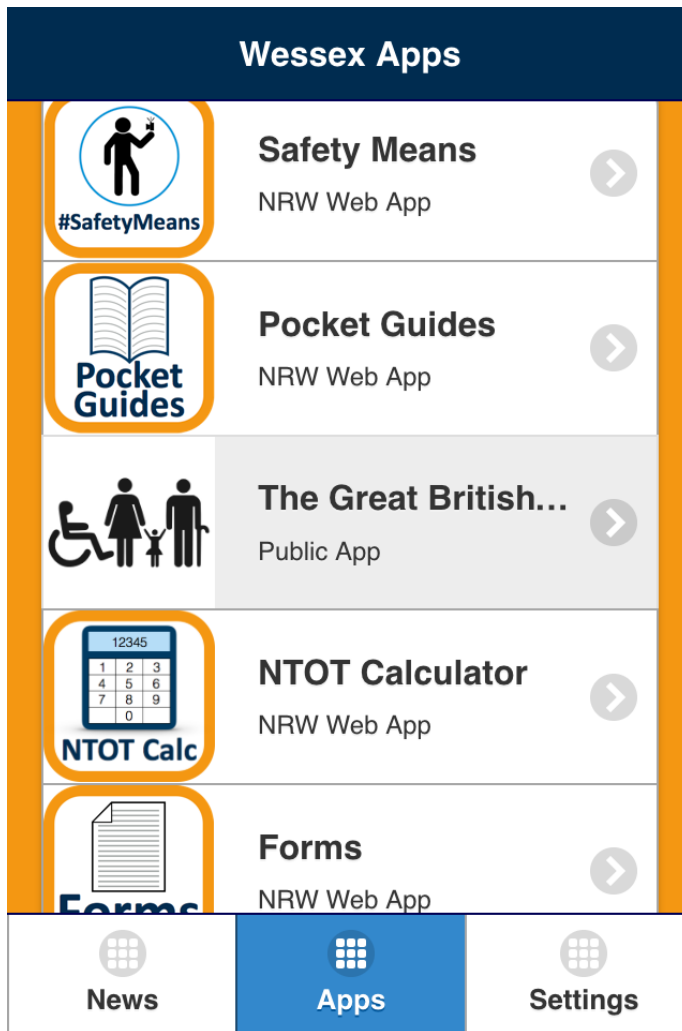 Wessex Apps
#SafetyMeans
Safety Means
NRW Web App
Pocket
Guides
Pocket Guides
NRW Web App
The Great British...
Public App
12345
1 2 3
4 5 6
7 8 9
0
NTOT Calc
NTOT Calculator
NRW Web App
Forms
Forms
NRW Web App
News
Apps
Settings